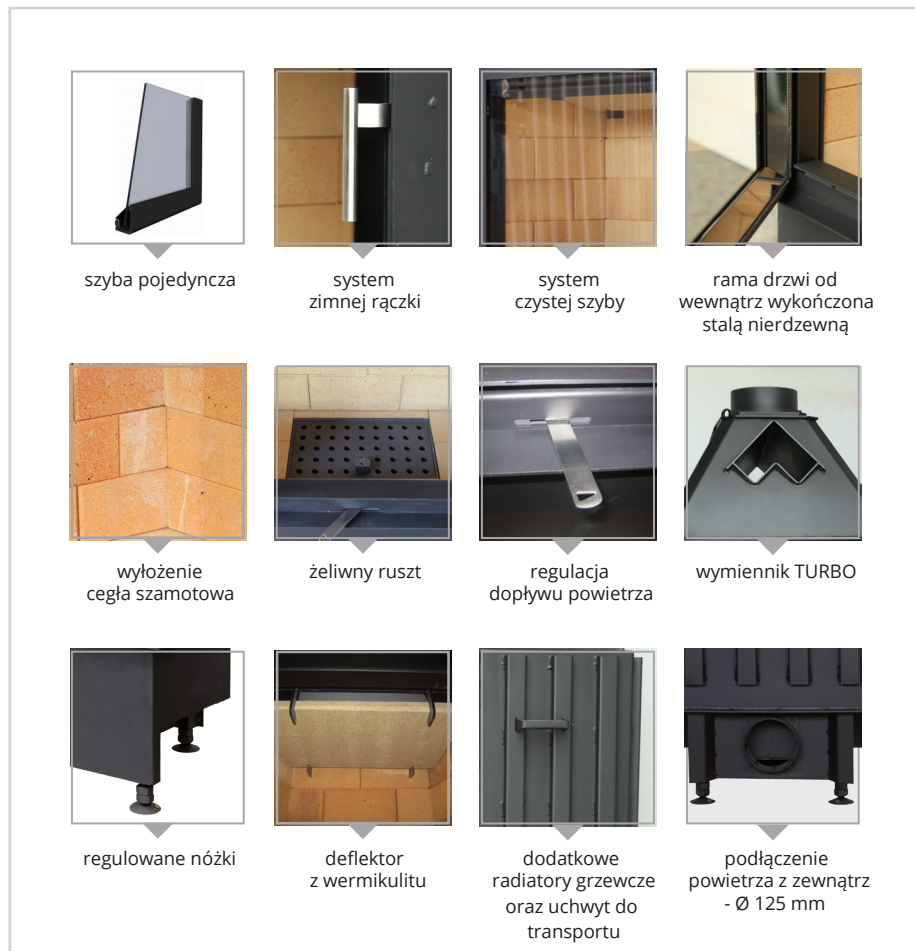 szyba pojedyncza
system
zimnej rączki
system
czystej szyby
rama drzwi od
wewnątrz wykończona
stalą nierdzewną
wyłożenie
cegła szamotowa
żeliwny ruszt
regulacja
dopływu powietrza
wymiennik TURBO
regulowane nóżki
deflektor
z wermikulitu
dodatkowe
radiatory grzewcze
oraz uchwyt do
transportu
podłączenie
powietrza z zewnątrz
- Ø 125 mm